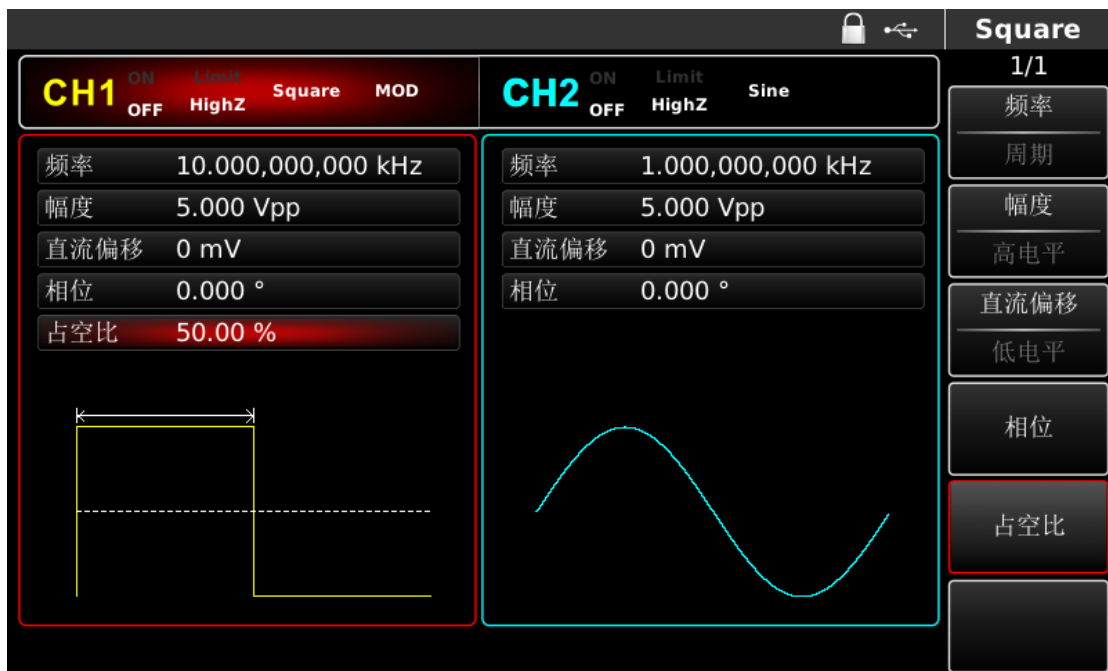 Square
1/1
CH1 ON OFF Limit HighZ Square MOD
CH2 ON OFF Limit HighZ Sine
频率 10.000,000,000 kHz
幅度 5.000 Vpp
直流偏移 0 mV
相位 0.000 °
占空比 50.00 %
频率 1.000,000,000 kHz
幅度 5.000 Vpp
直流偏移 0 mV
相位 0.000 °
频率
周期
幅度
高电平
直流偏移
低电平
相位
占空比